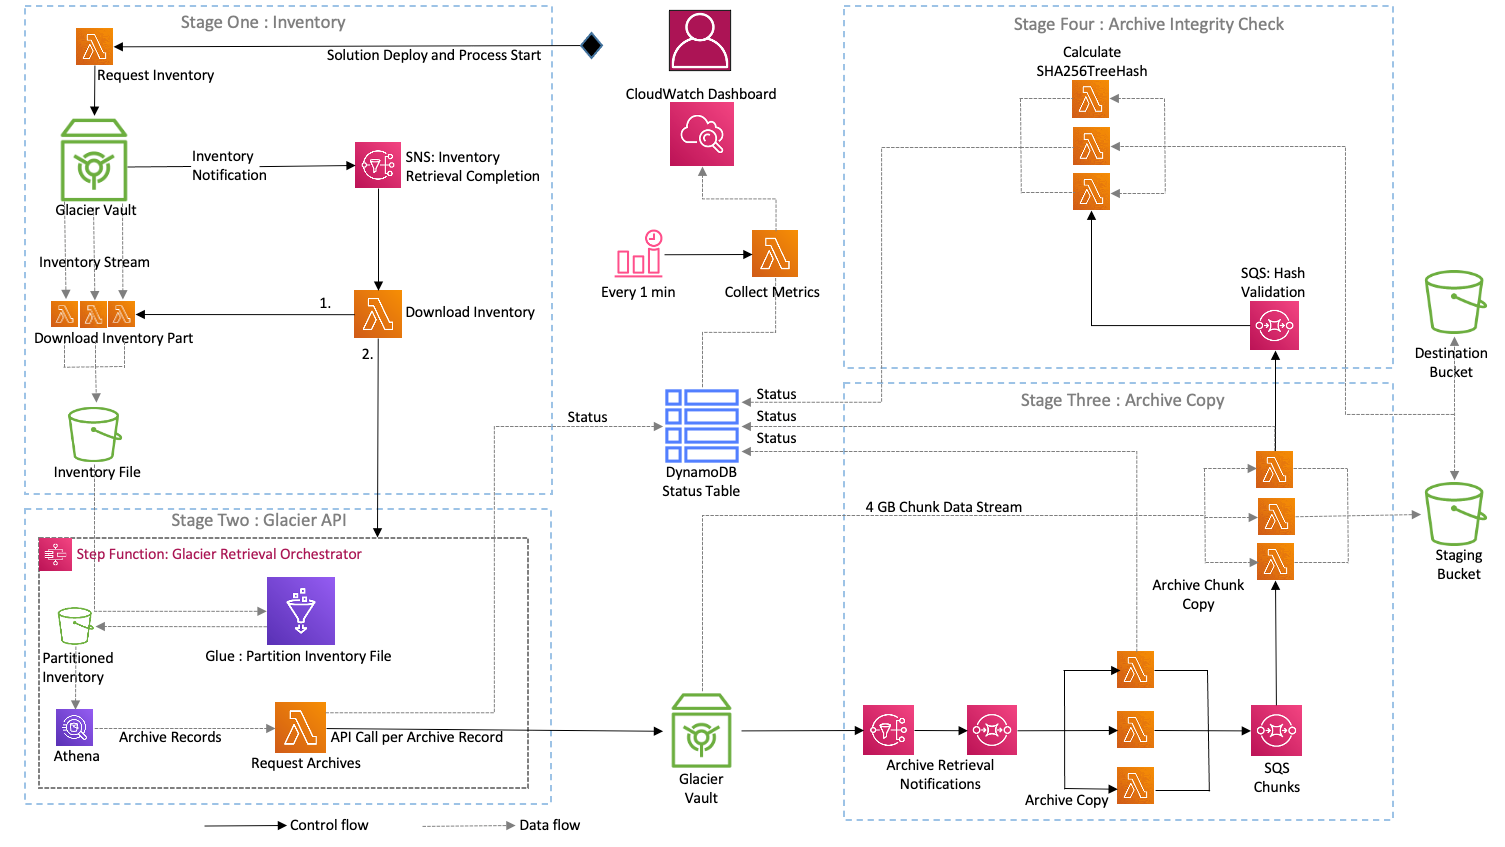 Stage One : Inventory
Solution Deploy and Process Start
Request Inventory
Inventory
Notification
SNS: Inventory
Retrieval Completion
Glacier Vault
Inventory Stream
1.
Download Inventory
Download Inventory Part
2.
Inventory File
CloudWatch Dashboard
Every 1 min
Collect Metrics
Status
Status
Status
Status
DynamoDB
Status Table
Stage Four : Archive Integrity Check
Calculate
SHA256TreeHash
SQS: Hash
Validation
Destination
Bucket
Stage Two : Glacier API
Step Function: Glacier Retrieval Orchestrator
Glue : Partition Inventory File
Partitioned
Inventory
Athena
Archive Records
API Call per Archive Record
Request Archives
Glacier
Vault
Stage Three : Archive Copy
4 GB Chunk Data Stream
Archive Chunk
Copy
Staging
Bucket
Archive Retrieval
Notifications
Archive Copy
SQS
Chunks
Control flow
Data flow